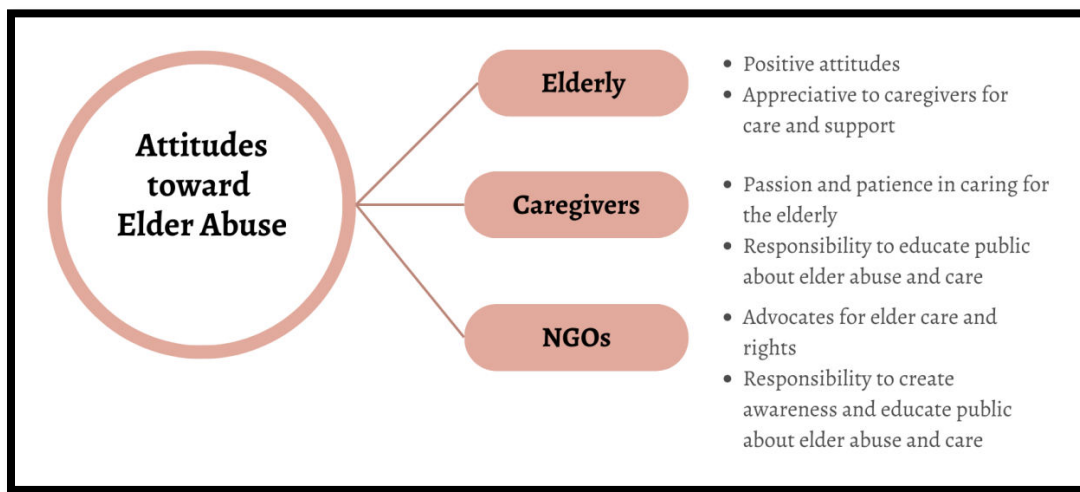 Attitudes
toward
Elder Abuse
Elderly
• Positive attitudes
• Appreciative to caregivers for
care and support
Caregivers
• Passion and patience in caring for
the elderly
• Responsibility to educate public
about elder abuse and care
NGOs
• Advocates for elder care and
rights
• Responsibility to create
awareness and educate public
about elder abuse and care